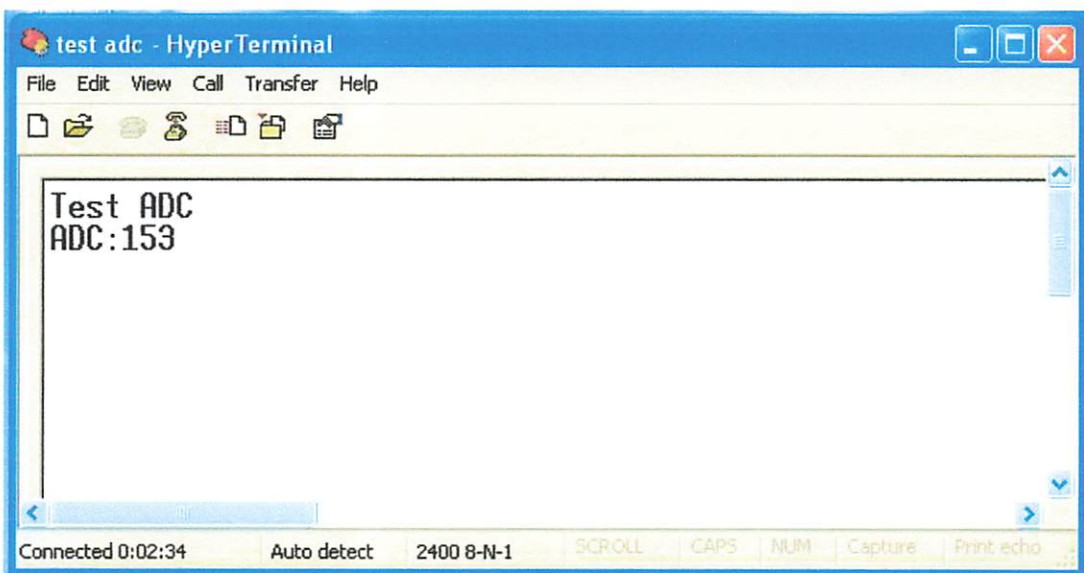 test adc - HyperTerminal
File Edit View Call Transfer Help
Test ADC
ADC:153
Connected 0:02:34 Auto detect 2400 8-N-1 SCROLL CAPS NUM Capture Print echo